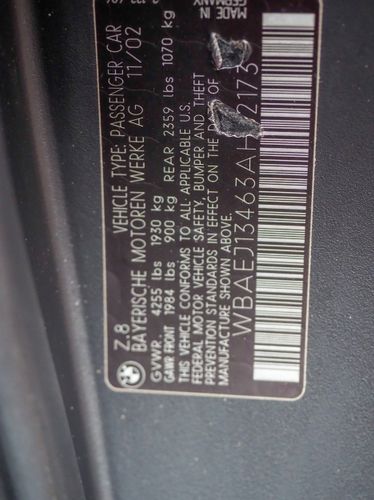 VEHICLE TYPE: PASSENGER CAR
Z.8
BAYERISCHE MOTOREN WERKE AG 11/02
GVWR: 4255 lbs 1930 kg
GAWR FRONT 1984 lbs 900 kg REAR: 2359 lbs 1070 kg
THIS VEHICLE CONFORMS TO ALL APPLICABLE U.S.
FEDERAL MOTOR VEHICLE SAFETY, BUMPER AND
PREVENTION STANDARDS IN EFFECT ON THE OF
MANUFACTURE SHOWN ABOVE.
MADE IN
GERMANY
WBAEJ13463AH 2173